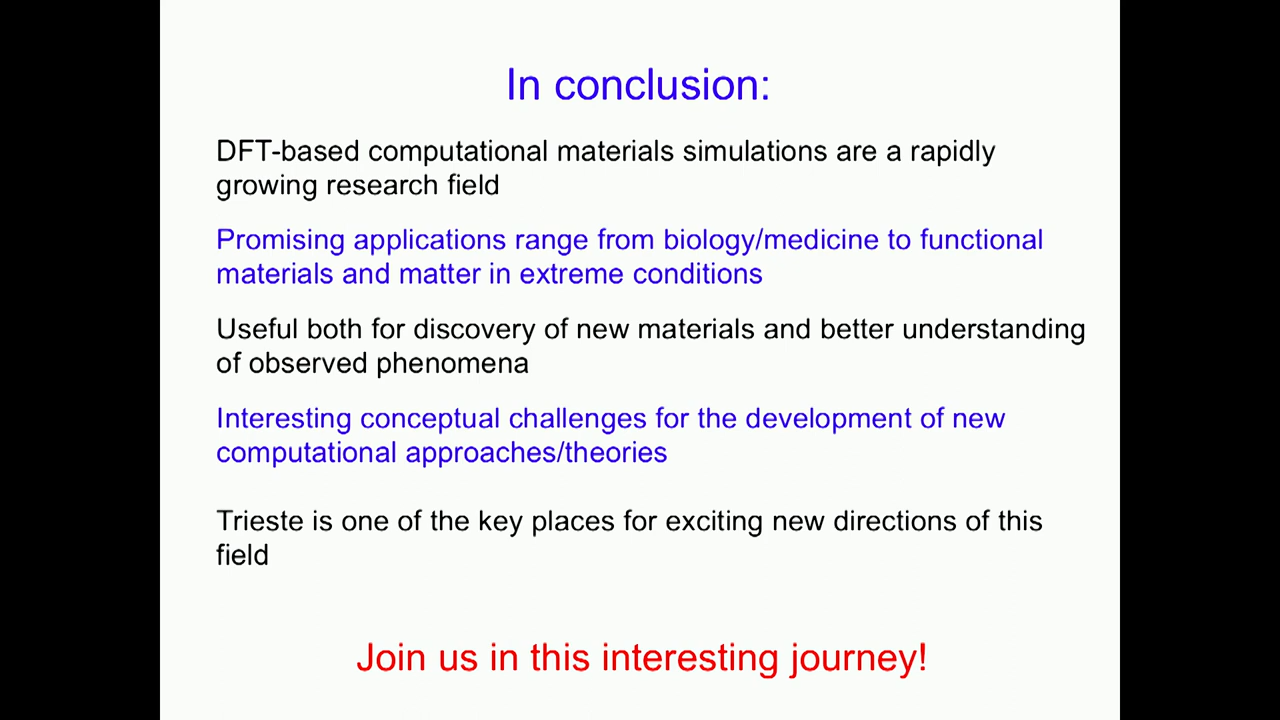 In conclusion:
DFT-based computational materials simulations are a rapidly
growing research field
Promising applications range from biology/medicine to functional
materials and matter in extreme conditions
Useful both for discovery of new materials and better understanding
of observed phenomena
Interesting conceptual challenges for the development of new
computational approaches/theories
Trieste is one of the key places for exciting new directions of this
field
Join us in this interesting journey!